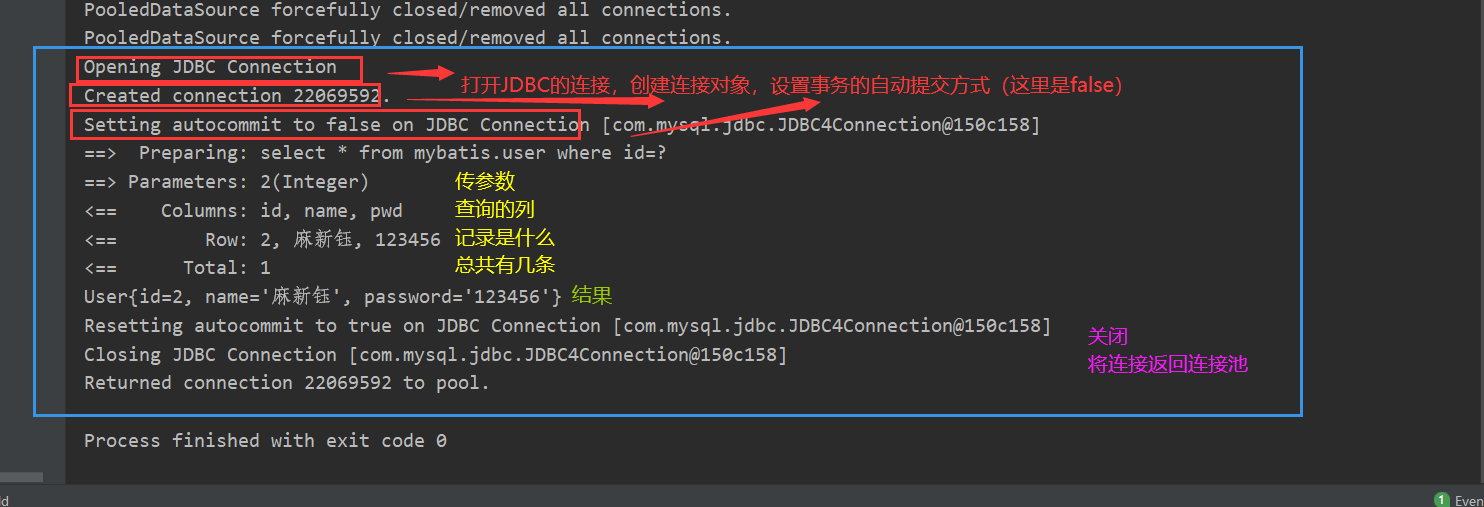 PooledDataSource forcefully closed/removed all connections.
PooledDataSource forcefully closed/removed all connections.
Opening JDBC Connection
打开JDBC的连接，创建连接对象，设置事务的自动提交方式（这里是false）
Created connection 22069592.
Setting autocommit to false on JDBC Connection [com.mysql.jdbc.JDBC4Connection@150c158]
==>  Preparing: select * from mybatis.user where id=?
==> Parameters: 2(Integer) 传参数
<==    Columns: id, name, pwd 查询的列
<==        Row: 2, 麻新钰, 123456 记录是什么
<==      Total: 1 总共有几条
User{id=2, name='麻新钰', password='123456'} 结果
Resetting autocommit to true on JDBC Connection [com.mysql.jdbc.JDBC4Connection@150c158]
关闭
Closing JDBC Connection [com.mysql.jdbc.JDBC4Connection@150c158]
将连接返回连接池
Returned connection 22069592 to pool.
Process finished with exit code 0
ld
1 Even